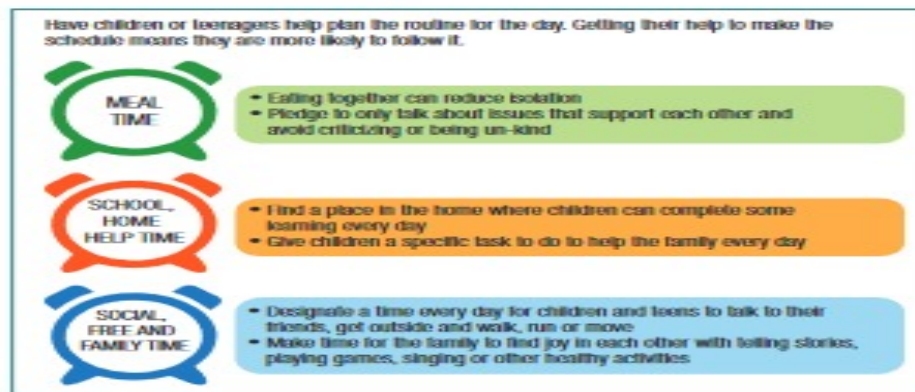 Have children or teenagers help plan the routine for the day. Getting their help to make the
schedule means they are more likely to follow it.
MEAL
TIME
• Eating together can reduce isolation
• Pledge to only talk about issues that support each other and
avoid criticizing or being un-kind
SCHOOL,
HOME
HELP TIME
• Find a place in the home where children can complete some
learning every day
• Give children a specific task to do to help the family every day
SOCIAL,
FREE AND
FAMILY TIME
• Designate a time every day for children and teens to talk to their
friends, get outside and walk, run or move
• Make time for the family to find joy in each other with telling stories,
playing games, singing or other healthy activities